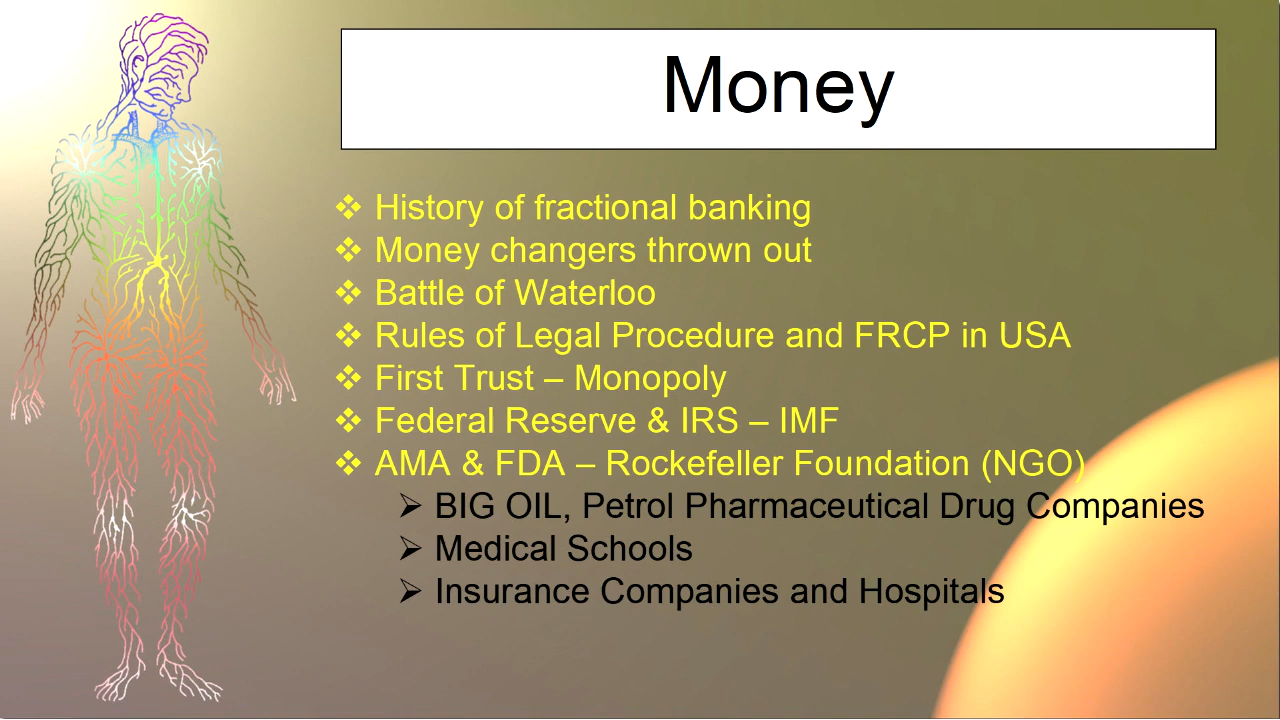 Money
❖ History of fractional banking
❖ Money changers thrown out
❖ Battle of Waterloo
❖ Rules of Legal Procedure and FRCP in USA
❖ First Trust – Monopoly
❖ Federal Reserve & IRS – IMF
❖ AMA & FDA – Rockefeller Foundation (NGO)
➢ BIG OIL, Petrol Pharmaceutical Drug Companies
➢ Medical Schools
➢ Insurance Companies and Hospitals